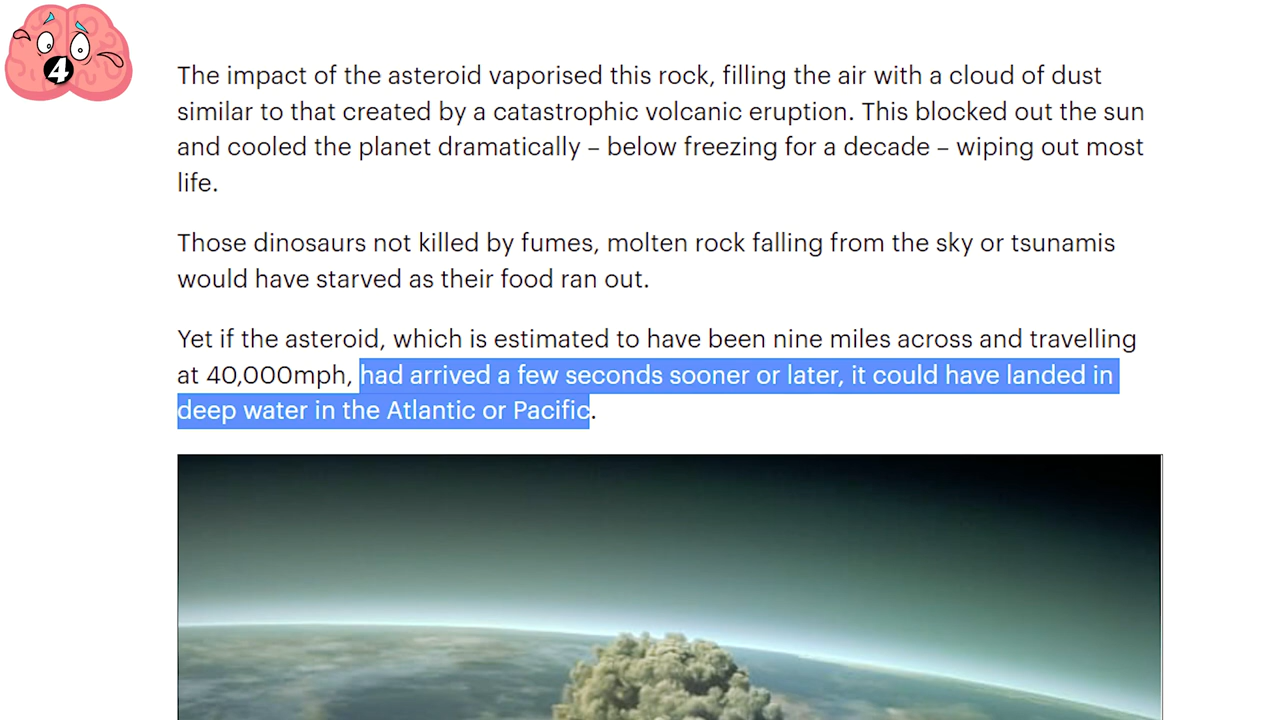 4
The impact of the asteroid vaporised this rock, filling the air with a cloud of dust
similar to that created by a catastrophic volcanic eruption. This blocked out the sun
and cooled the planet dramatically – below freezing for a decade – wiping out most
life.
Those dinosaurs not killed by fumes, molten rock falling from the sky or tsunamis
would have starved as their food ran out.
Yet if the asteroid, which is estimated to have been nine miles across and travelling
at 40,000mph, had arrived a few seconds sooner or later, it could have landed in
deep water in the Atlantic or Pacific.